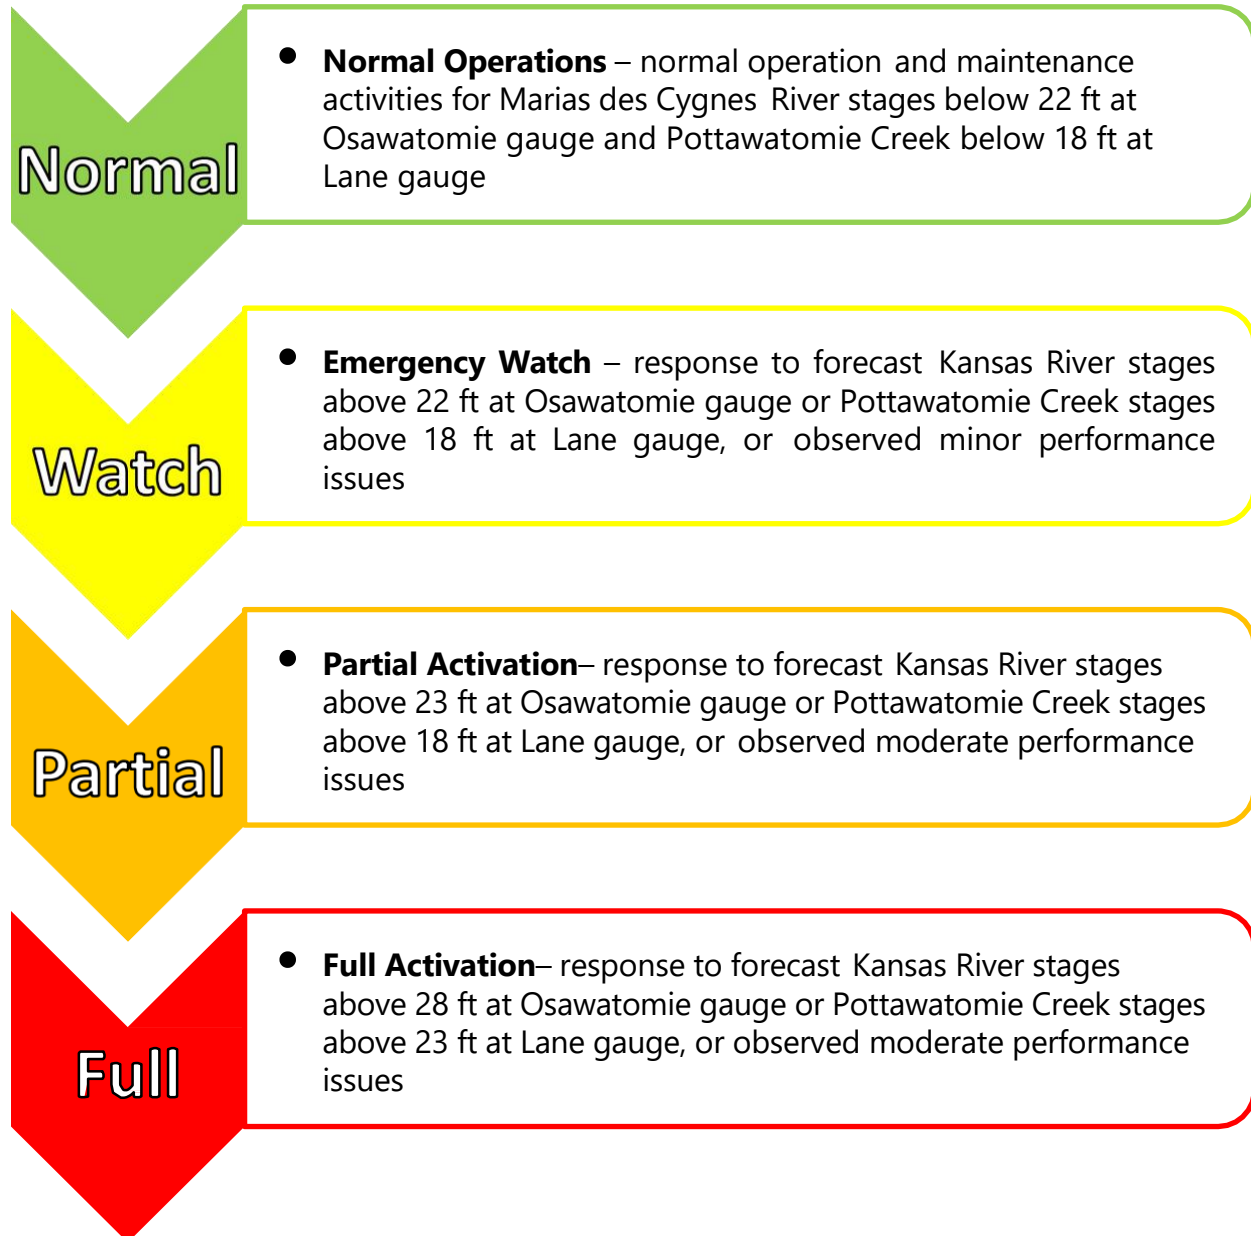 Normal
• Normal Operations – normal operation and maintenance
activities for Marias des Cygnes River stages below 22 ft at
Osawatomie gauge and Pottawatomie Creek below 18 ft at
Lane gauge
Watch
• Emergency Watch – response to forecast Kansas River stages
above 22 ft at Osawatomie gauge or Pottawatomie Creek stages
above 18 ft at Lane gauge, or observed minor performance
issues
Partial
• Partial Activation– response to forecast Kansas River stages
above 23 ft at Osawatomie gauge or Pottawatomie Creek stages
above 18 ft at Lane gauge, or observed moderate performance
issues
Full
• Full Activation– response to forecast Kansas River stages
above 28 ft at Osawatomie gauge or Pottawatomie Creek stages
above 23 ft at Lane gauge, or observed moderate performance
issues